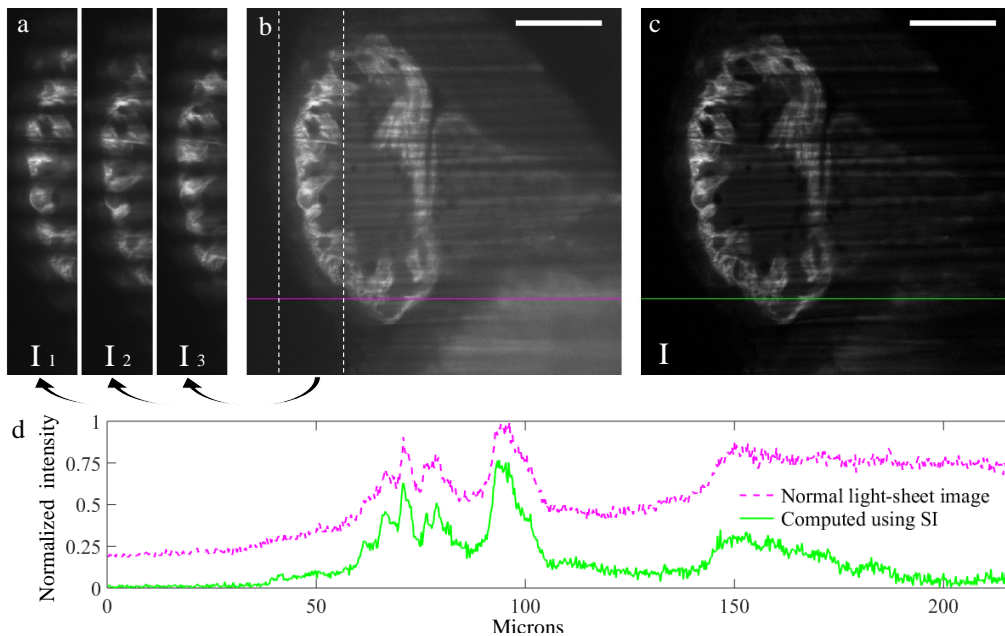 a
b
c
I 1
I 2
I 3
I
d
Normalized intensity
1
0.75
0.5
0.25
0
0
50
100
150
200
Microns
Normal light-sheet image
Computed using SI